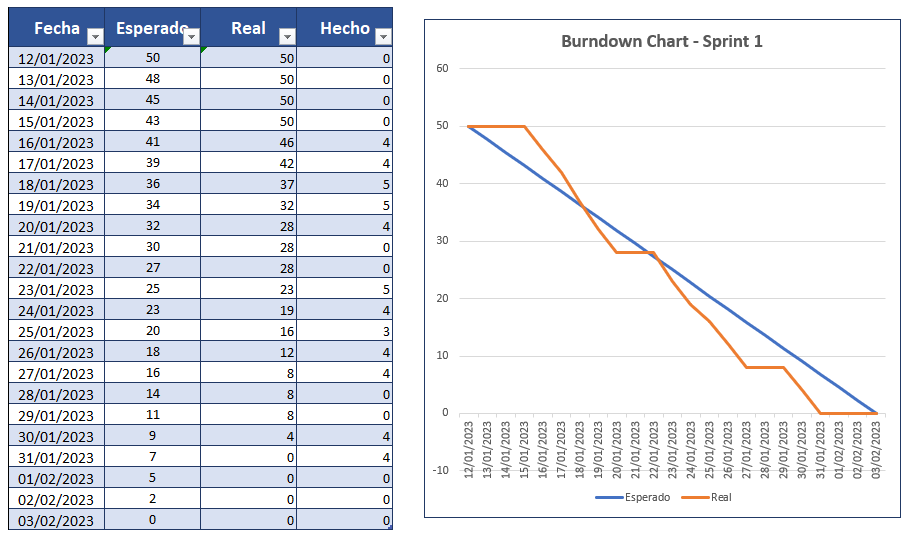 Fecha Esperado Real Hecho
12/01/2023 50 50 0
13/01/2023 48 50 0
14/01/2023 45 50 0
15/01/2023 43 50 0
16/01/2023 41 46 4
17/01/2023 39 42 4
18/01/2023 36 37 5
19/01/2023 34 32 5
20/01/2023 32 28 4
21/01/2023 30 28 0
22/01/2023 27 28 0
23/01/2023 25 23 5
24/01/2023 23 19 4
25/01/2023 20 16 3
26/01/2023 18 12 4
27/01/2023 16 8 4
28/01/2023 14 8 0
29/01/2023 11 8 0
30/01/2023 9 4 4
31/01/2023 7 0 4
01/02/2023 5 0 0
02/02/2023 2 0 0
03/02/2023 0 0 0
Burndown Chart - Sprint 1
60
50
40
30
20
10
0
-10
12/01/2023
13/01/2023
14/01/2023
15/01/2023
16/01/2023
17/01/2023
18/01/2023
19/01/2023
20/01/2023
21/01/2023
22/01/2023
23/01/2023
24/01/2023
25/01/2023
26/01/2023
27/01/2023
28/01/2023
29/01/2023
30/01/2023
31/01/2023
01/02/2023
02/02/2023
03/02/2023
Esperado Real